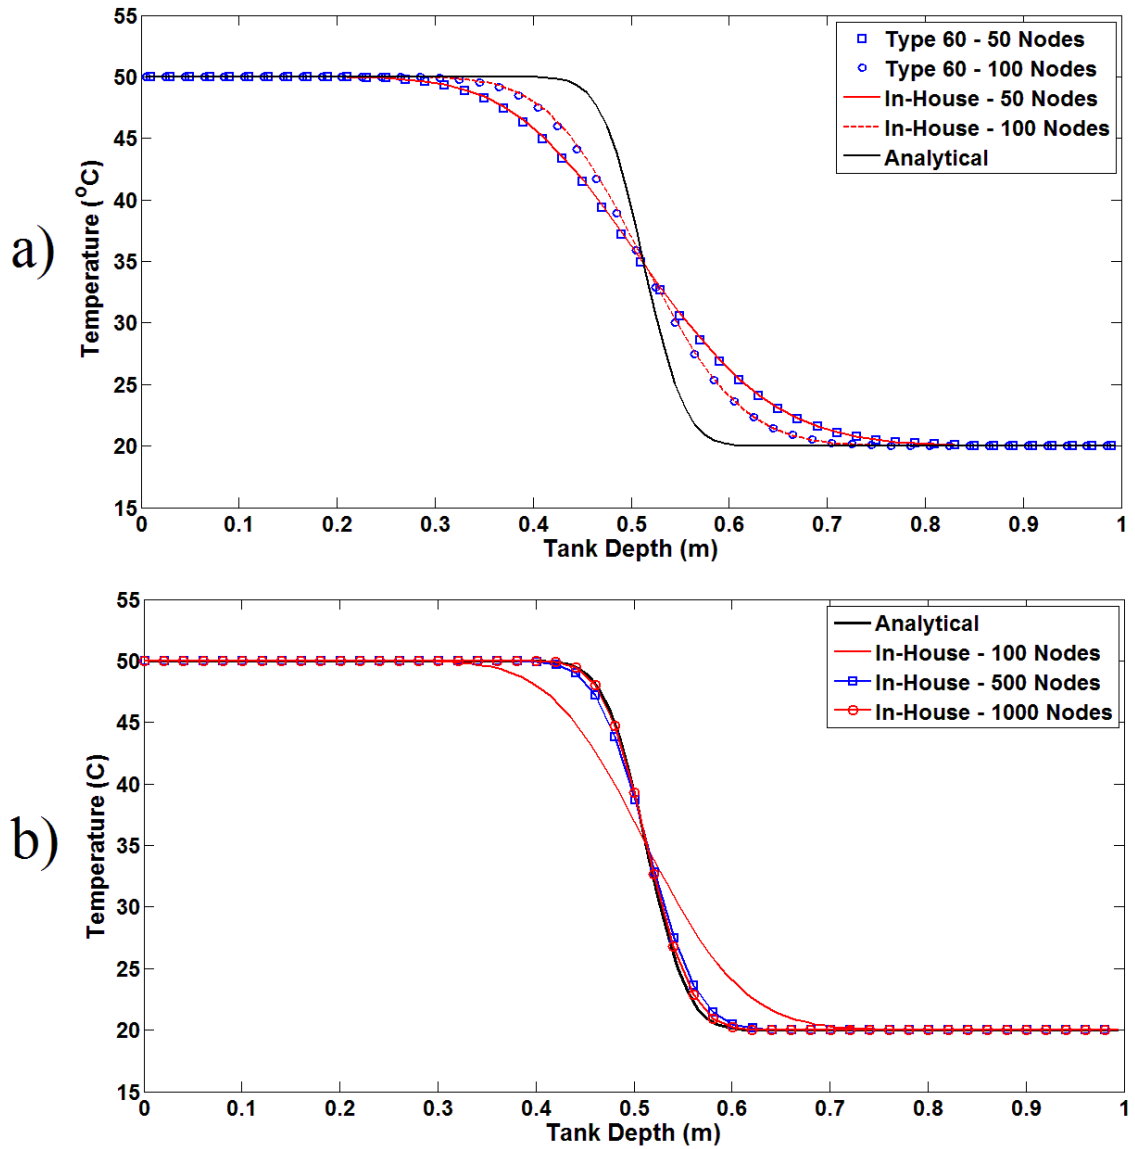 a)
55
50
45
40
35
30
25
20
15
Temperature (°C)
Type 60 - 50 Nodes
Type 60 - 100 Nodes
In-House - 50 Nodes
In-House - 100 Nodes
Analytical
0 0.1 0.2 0.3 0.4 0.5 0.6 0.7 0.8 0.9 1
Tank Depth (m)
b)
55
50
45
40
35
30
25
20
15
Temperature (C)
Analytical
In-House - 100 Nodes
In-House - 500 Nodes
In-House - 1000 Nodes
0 0.1 0.2 0.3 0.4 0.5 0.6 0.7 0.8 0.9 1
Tank Depth (m)